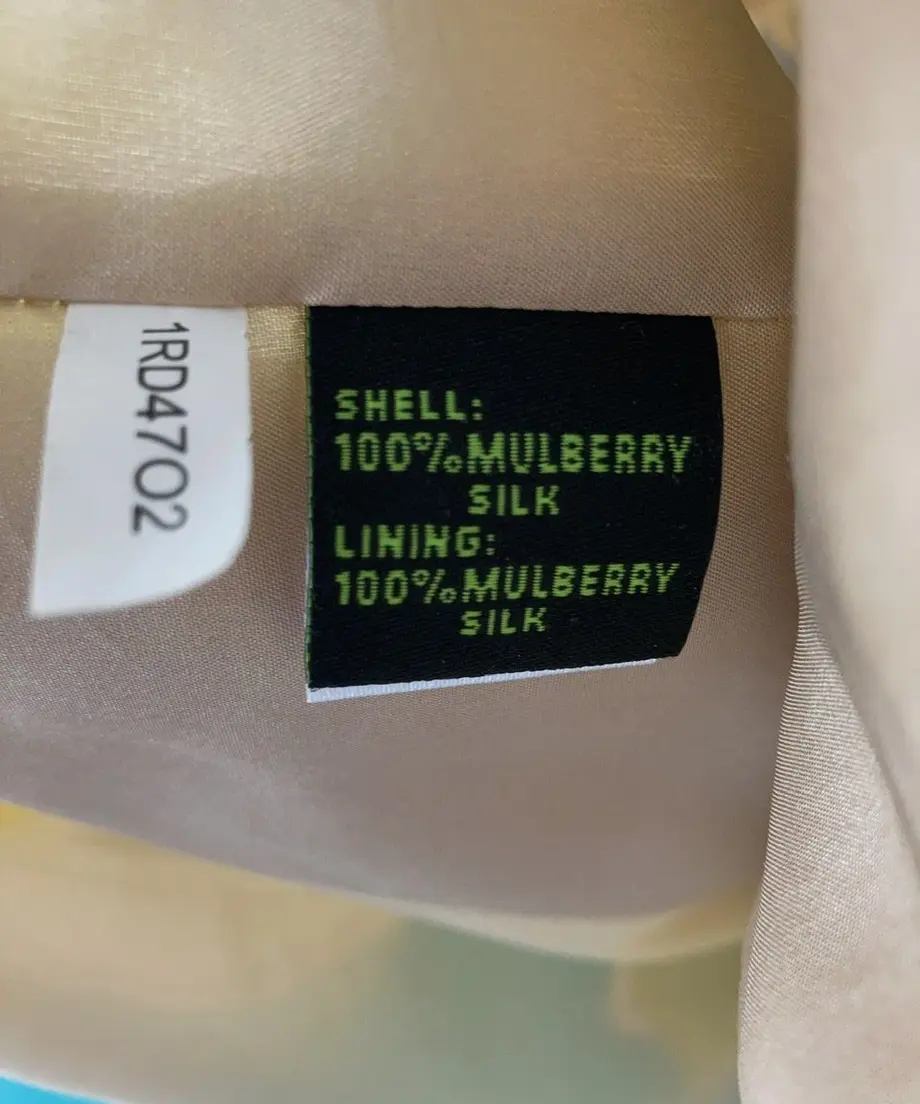 1RD4702
SHELL:
100%MULBERRY
SILK
LINING:
100%MULBERRY
SILK